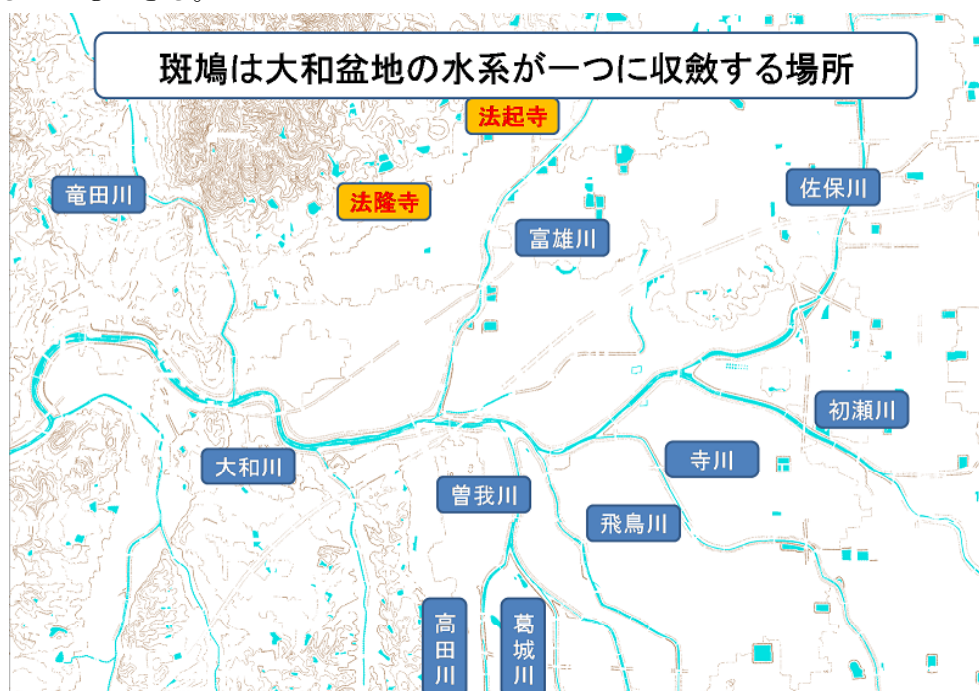 斑鳩は大和盆地の水系が一つに収斂する場所
法起寺
竜田川
法隆寺
佐保川
富雄川
初瀬川
大和川
寺川
曽我川
飛鳥川
高田川
葛城川